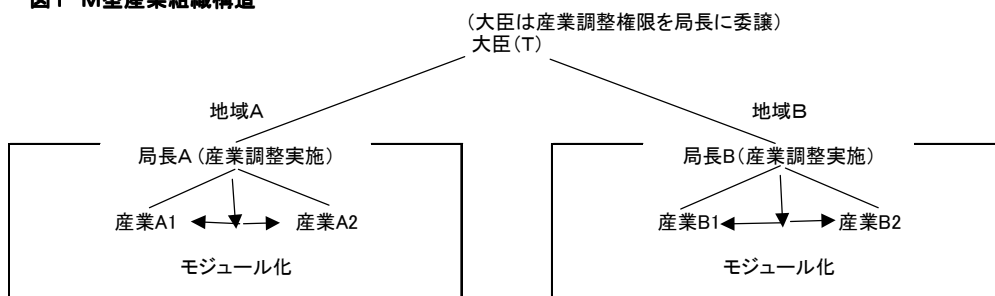 図1 M型産業組織構造
（大臣は産業調整権限を局長に委譲）
大臣（T）
地域A 地域B
局長A（産業調整実施） 局長B（産業調整実施）
産業A1 産業A2 産業B1 産業B2
モジュール化 モジュール化